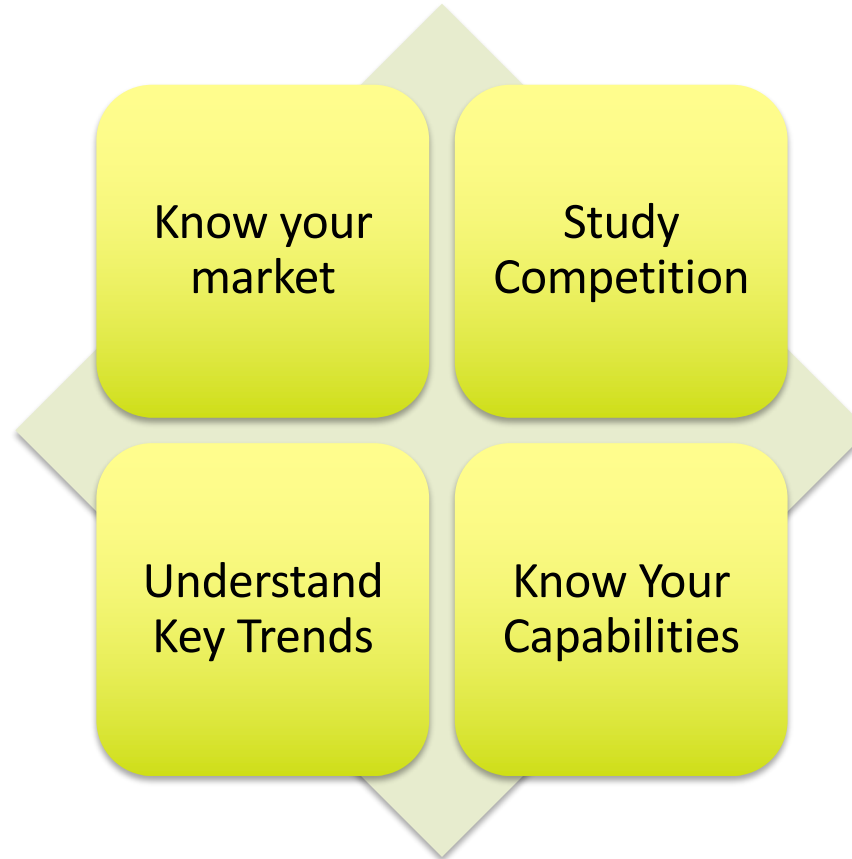 Know your
market
Study
Competition
Understand
Key Trends
Know Your
Capabilities